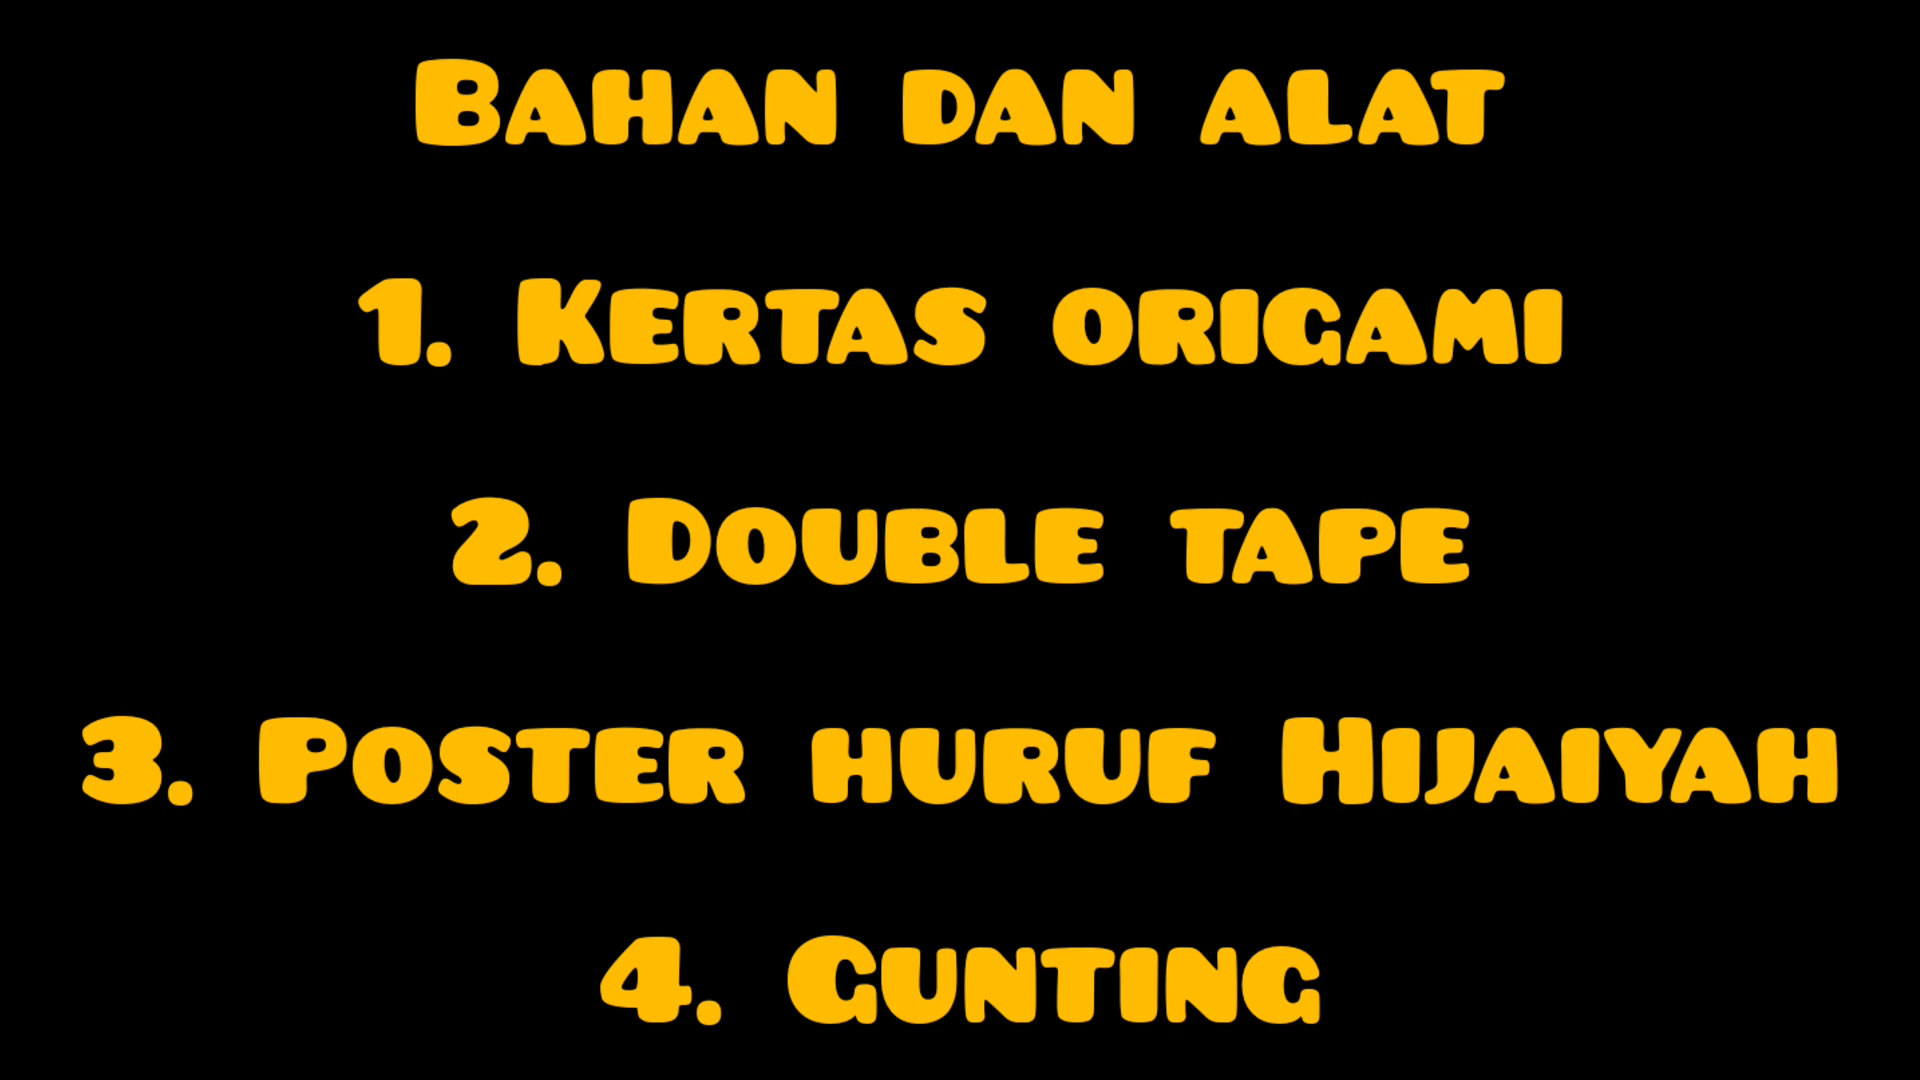 Bahan dan alat
1. Kertas origami
2. Double tape
3. Poster huruf Hijaiyah
4. Gunting